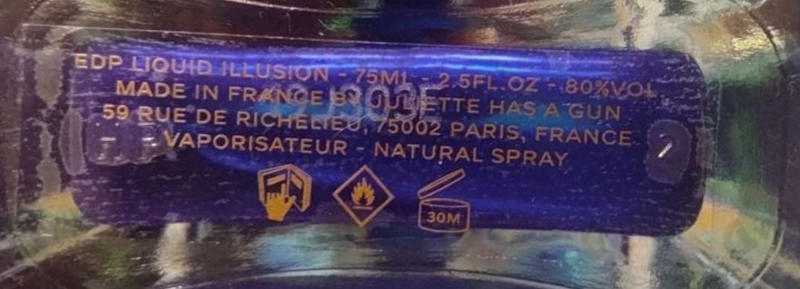 EDP LIQUID ILLUSION - 75ML - 2.5FL.OZ - 80%VOL.
MADE IN FRANCE BY JULIETTE HAS A GUN
59 RUE DE RICHELIEU, 75002 PARIS, FRANCE
VAPORISATEUR - NATURAL SPRAY
30M
2